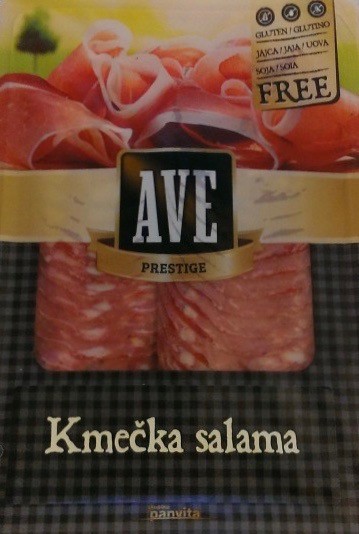 GLUTEN / GLUTINO
JAJCA / JAJA / UOVA
SOJA / SOIA
FREE
AVE
PRESTIGE
Kmečka salama
panvita